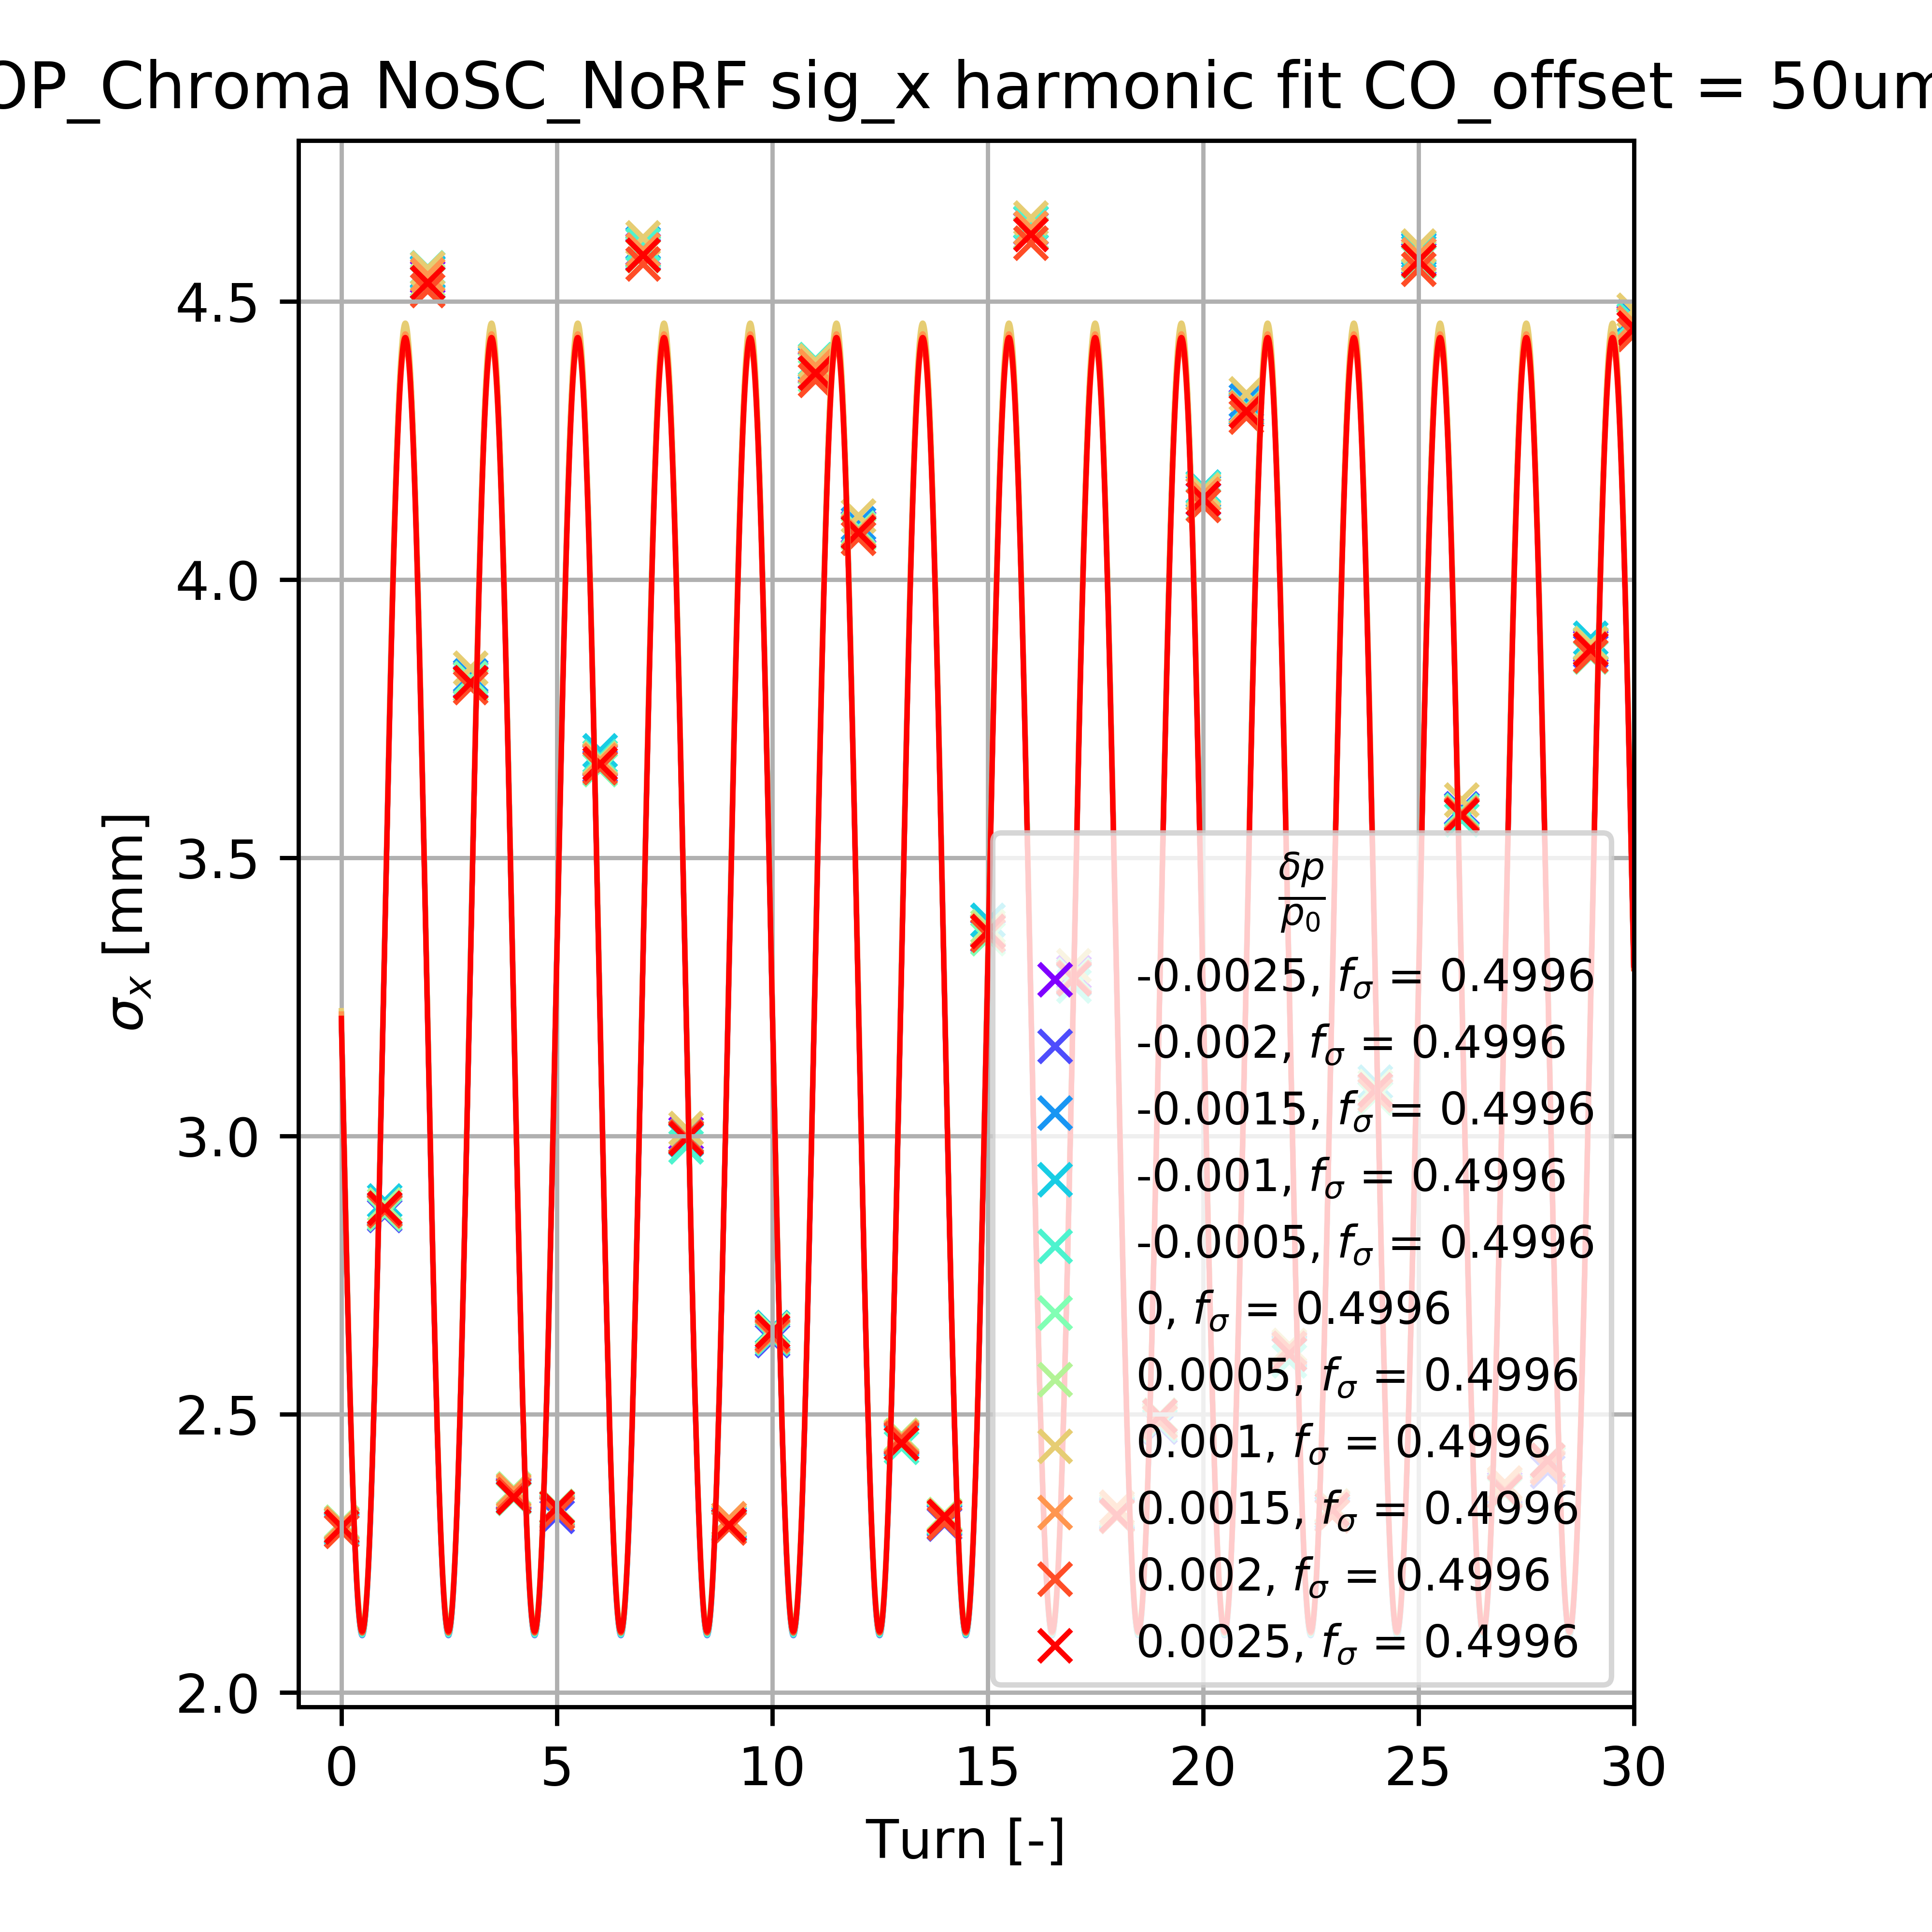 OP_Chroma NoSC_NoRF sig_x harmonic fit CO_offset = 50um
4.5
4.0
3.5
3.0
2.5
2.0
σx [mm]
δp
p0
-0.0025, fσ = 0.4996
-0.002, fσ = 0.4996
-0.0015, fσ = 0.4996
-0.001, fσ = 0.4996
-0.0005, fσ = 0.4996
0, fσ = 0.4996
0.0005, fσ = 0.4996
0.001, fσ = 0.4996
0.0015, fσ = 0.4996
0.002, fσ = 0.4996
0.0025, fσ = 0.4996
0 5 10 15 20 25 30
Turn [-]